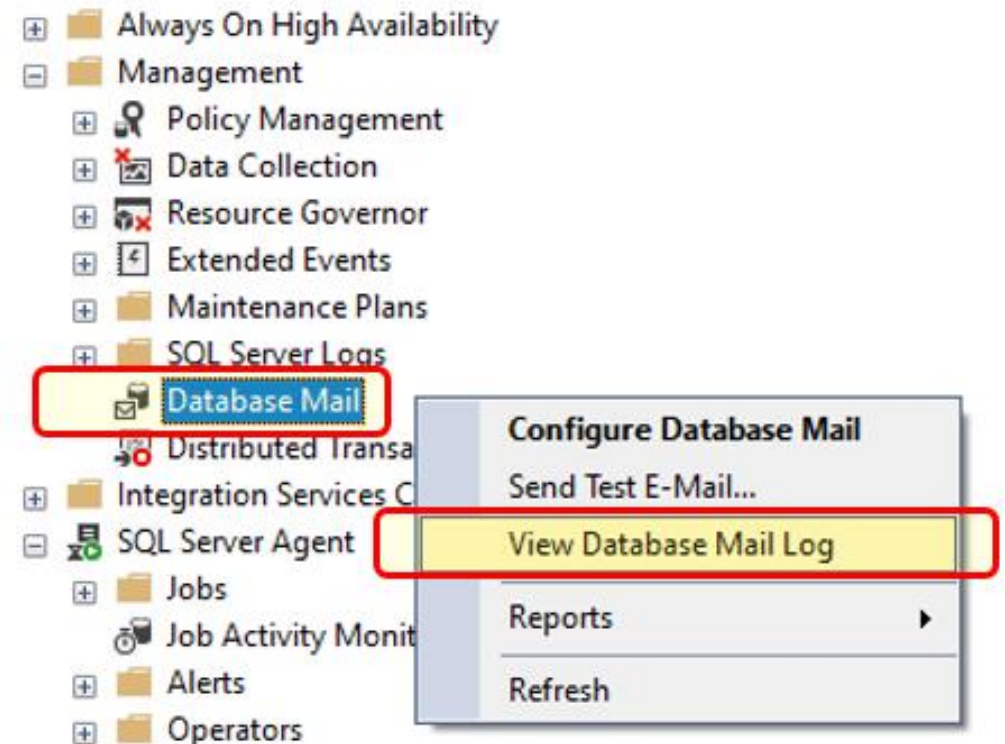 Always On High Availability
Management
Policy Management
Data Collection
Resource Governor
Extended Events
Maintenance Plans
SQL Server Logs
Database Mail
Distributed Transa
Integration Services C
SQL Server Agent
Jobs
Job Activity Monit
Alerts
Operators
Configure Database Mail
Send Test E-Mail...
View Database Mail Log
Reports
Refresh